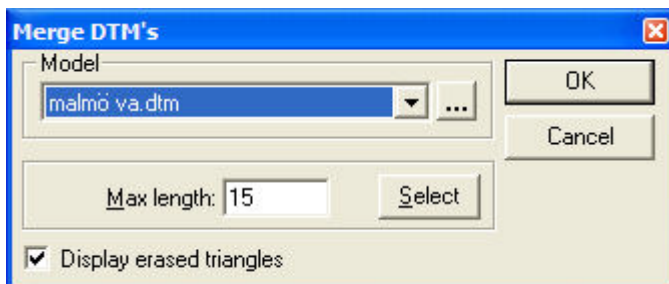 Merge DTM's
Model
malmö va.dtm
...
OK
Cancel
Max length: 15
Select
Display erased triangles